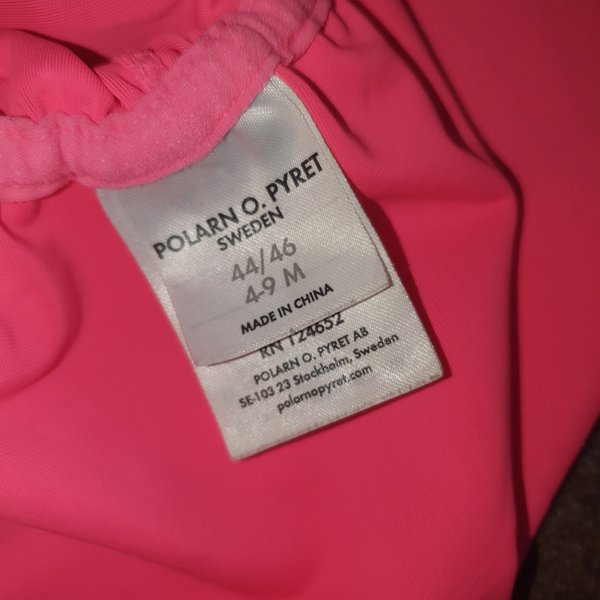 POLARN O. PYRET
SWEDEN
44/46
4-9 M
MADE IN CHINA
RN 124652
POLARN O. PYRET AB
SE-103 23 Stockholm, Sweden
polarnopyret.com